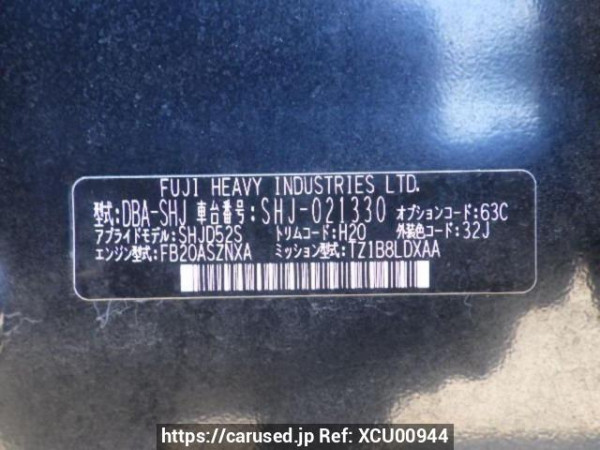 FUJI HEAVY INDUSTRIES LTD.
型式:DBA-SHJ 車台番号:SHJ-021330 オプションコード:63C
アプライドモデル:SHJD52S トリムコード:H20 外装色コード:32J
エンジン型式:FB20ASZNXA ミッション型式:TZ1B8LDXAA
https://carused.jp Ref: XCU00944